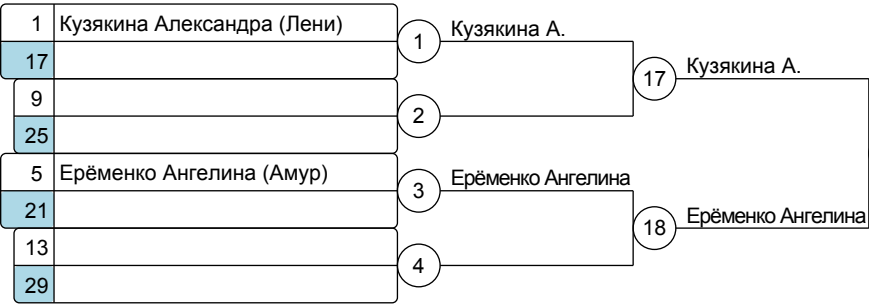 1 Кузякина Александра (Лени)
17
1 Кузякина А.
9
25
2
17 Кузякина А.
5 Ерёменко Ангелина (Амур)
21
3 Ерёменко Ангелина
13
29
4
18 Ерёменко Ангелина